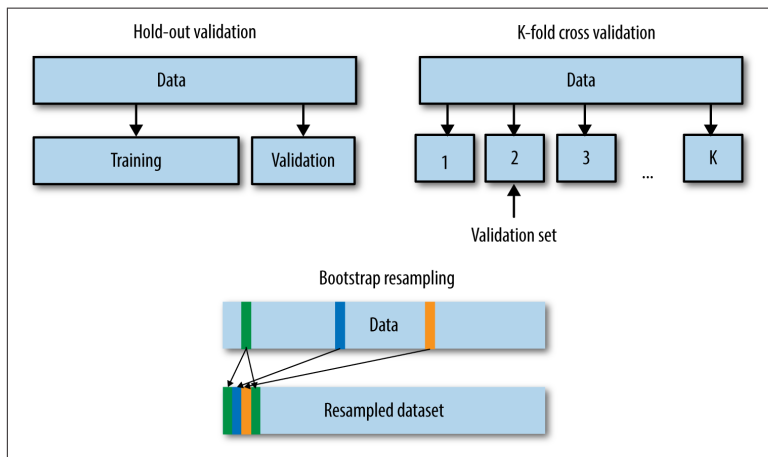 Hold-out validation
Data
Training
Validation
K-fold cross validation
Data
1
2
3
...
K
Validation set
Bootstrap resampling
Data
Resampled dataset